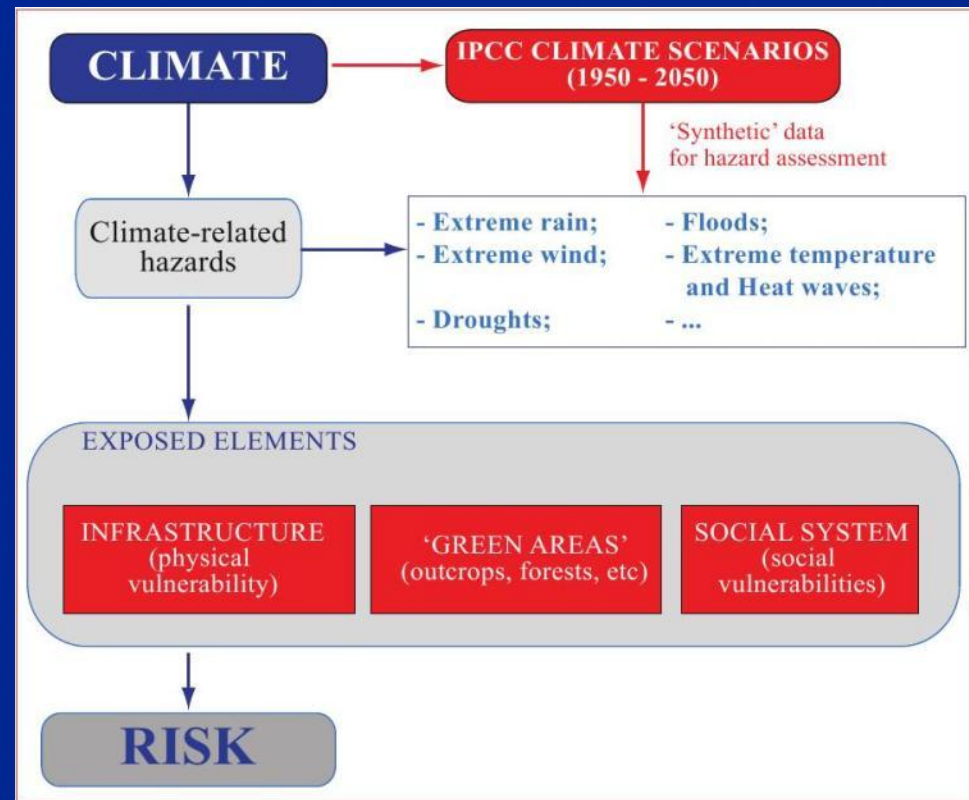 CLIMATE
IPCC CLIMATE SCENARIOS
(1950 - 2050)
‘Synthetic’ data
for hazard assessment
Climate-related
hazards
- Extreme rain;
- Extreme wind;
- Droughts;
- Floods;
- Extreme temperature
and Heat waves;
- ...
EXPOSED ELEMENTS
INFRASTRUCTURE
(physical
vulnerability)
‘GREEN AREAS’
(outcrops, forests, etc)
SOCIAL SYSTEM
(social
vulnerabilities)
RISK